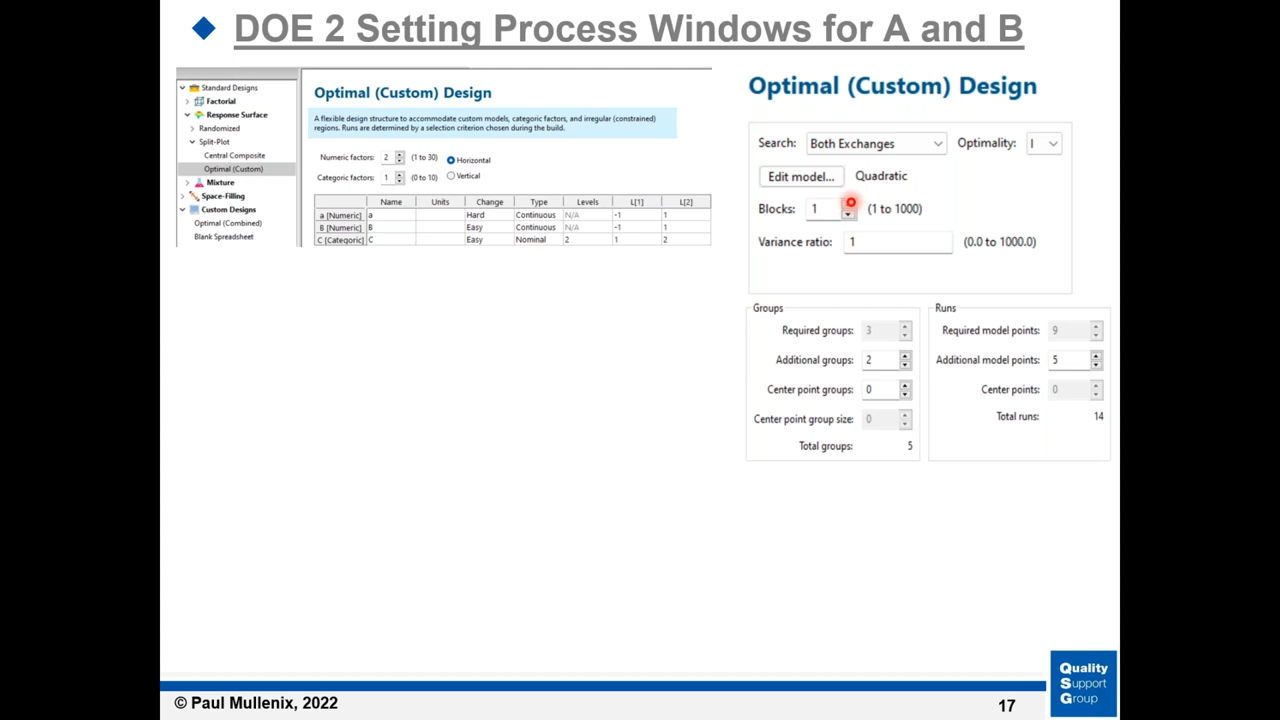 DOE 2 Setting Process Windows for A and B
Standard Designs
Factorial
Response Surface
Randomized
Split-Plot
Central Composite
Optimal (Custom)
Mixture
Space-Filling
Custom Designs
Optimal (Combined)
Blank Spreadsheet
Optimal (Custom) Design
A flexible design structure to accommodate custom models, categoric factors, and irregular (constrained)
regions. Runs are determined by a selection criterion chosen during the build.
Numeric factors: 2 (1 to 30) Horizontal
Categoric factors: 1 (0 to 10) Vertical
Name Units Change Type Levels L[1] L[2]
a [Numeric] a Hard Continuous N/A -1 1
B [Numeric] B Easy Continuous N/A -1 1
C [Categoric] C Easy Nominal 2 1 2
Optimal (Custom) Design
Search: Both Exchanges Optimality: I
Edit model... Quadratic
Blocks: 1 (1 to 1000)
Variance ratio: 1 (0.0 to 1000.0)
Groups
Required groups: 3
Additional groups: 2
Center point groups: 0
Center point group size: 0
Total groups: 5
Runs
Required model points: 9
Additional model points: 5
Center points: 0
Total runs: 14
© Paul Mullenix, 2022
17
Quality
Support
Group